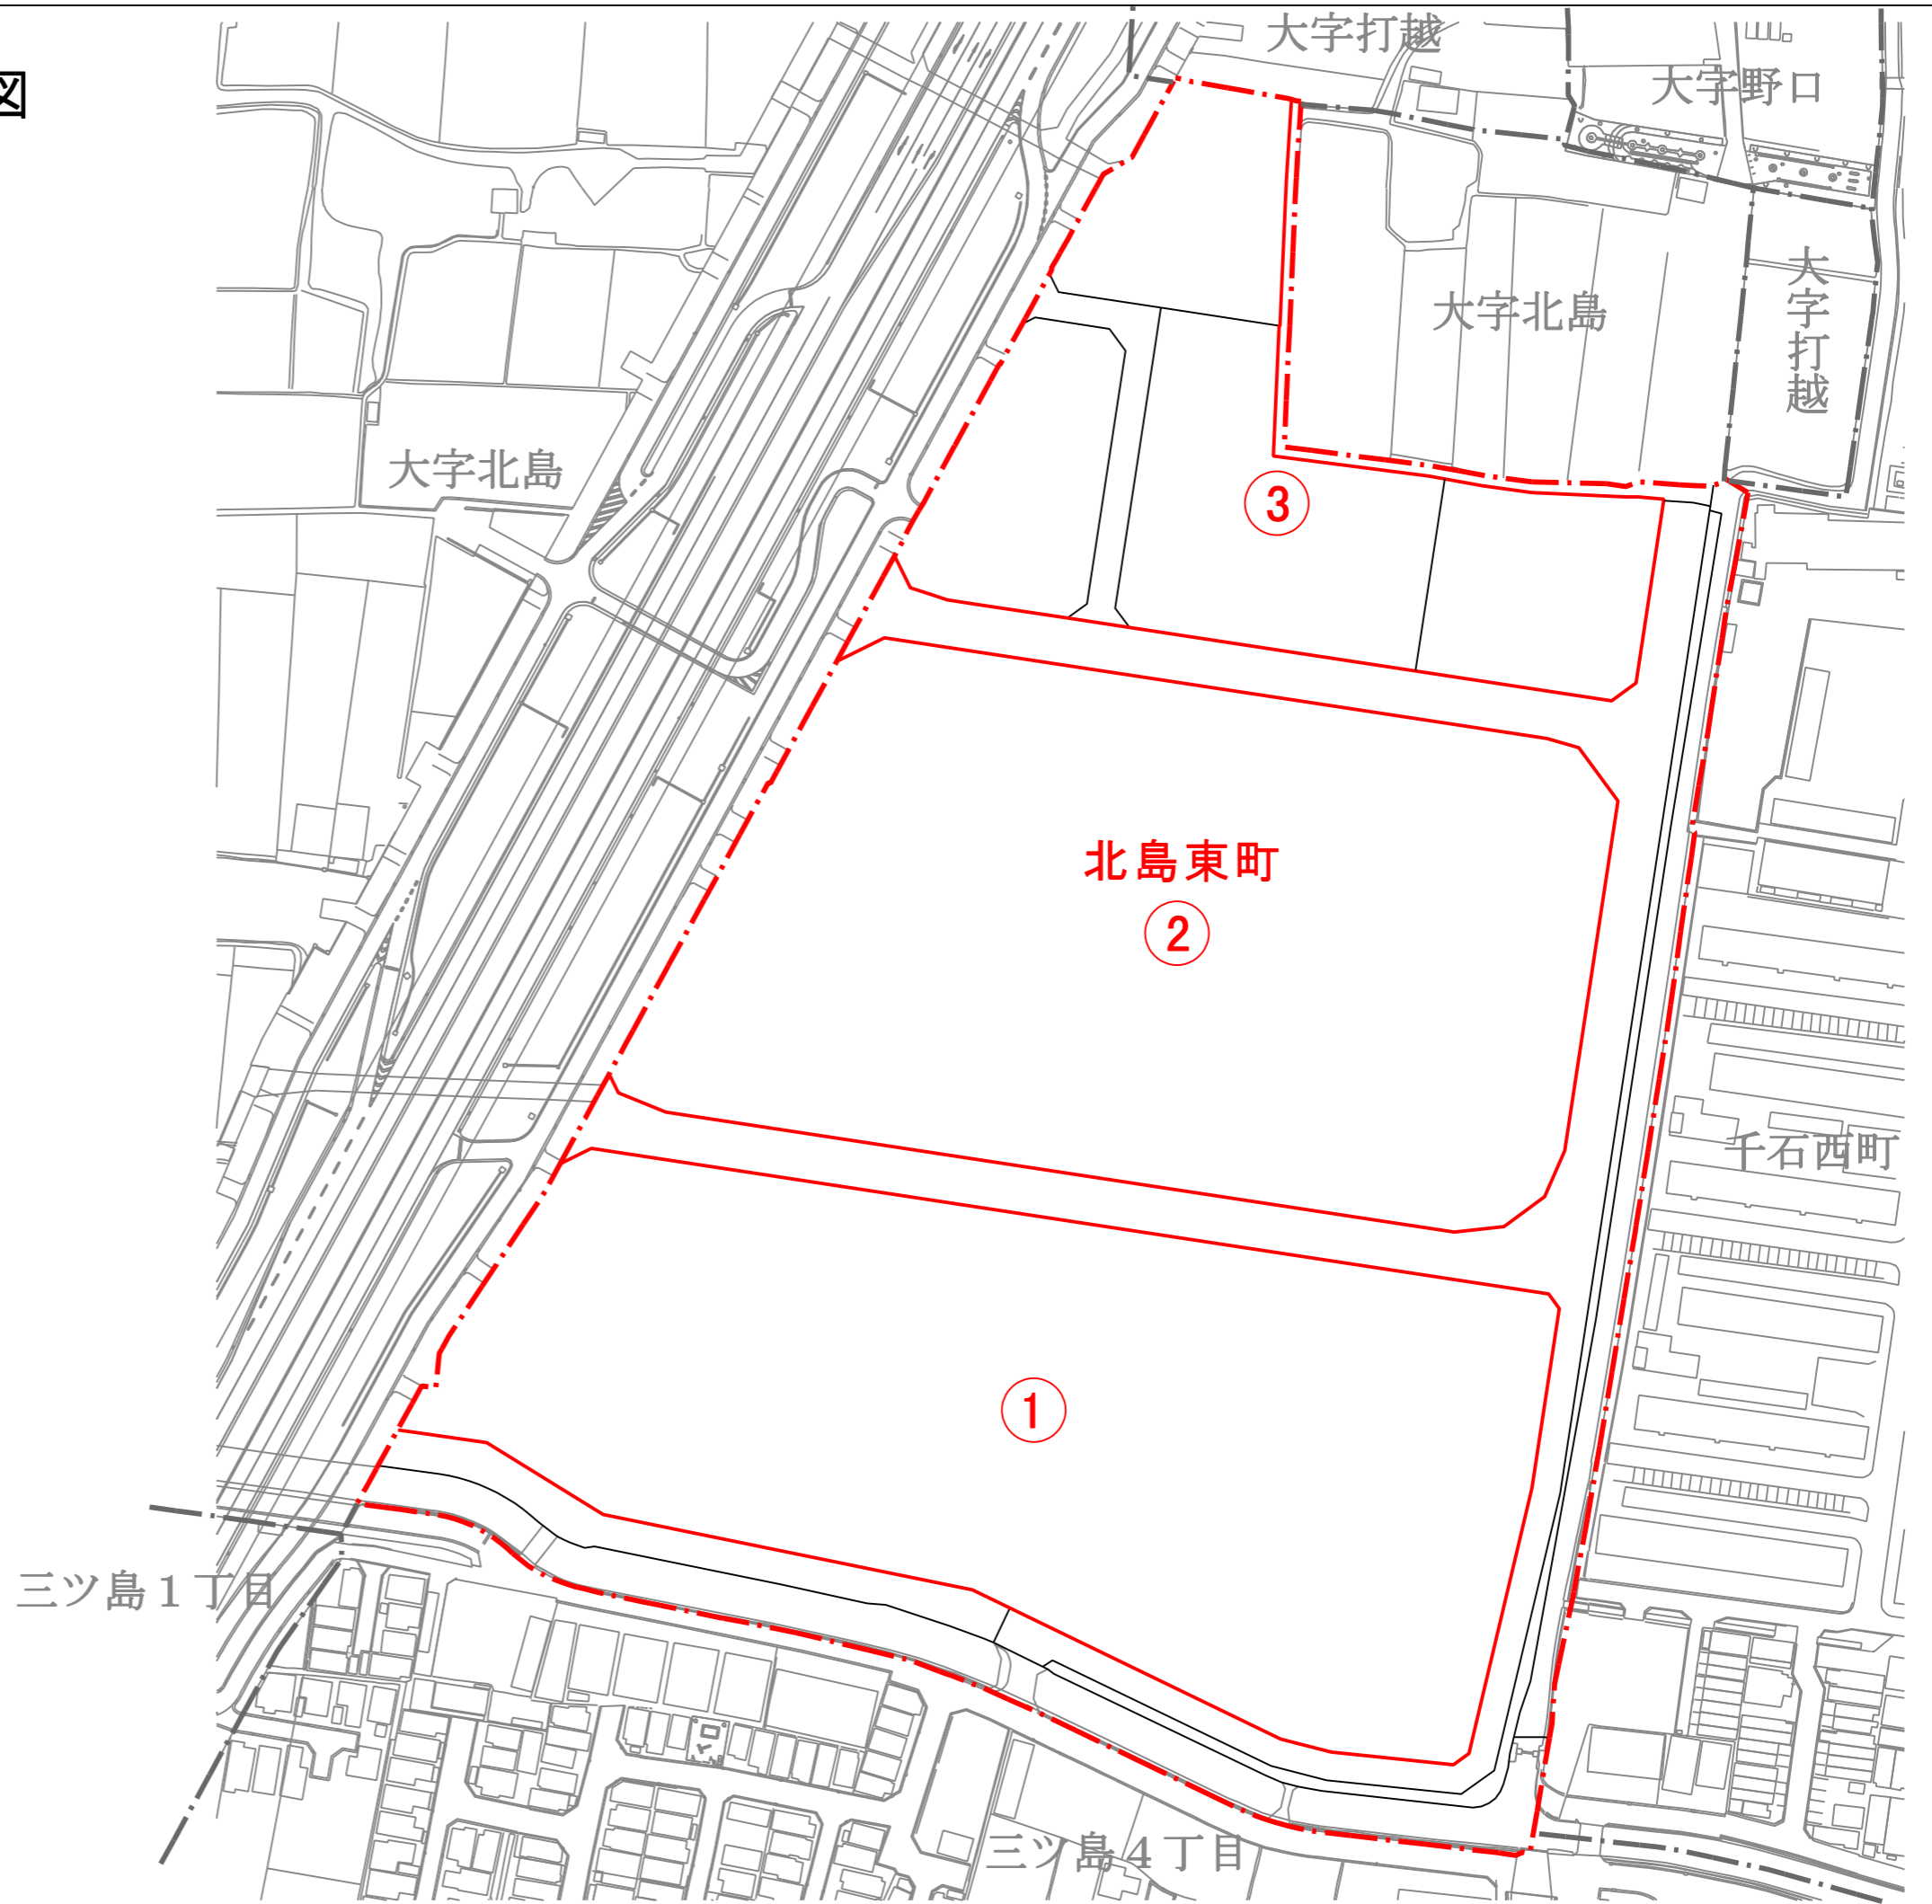 図
大字打越
大字野口
大字北島
大字打越
大字北島
③
北島東町
②
千石西町
①
三ツ島1丁目
三ツ島4丁目